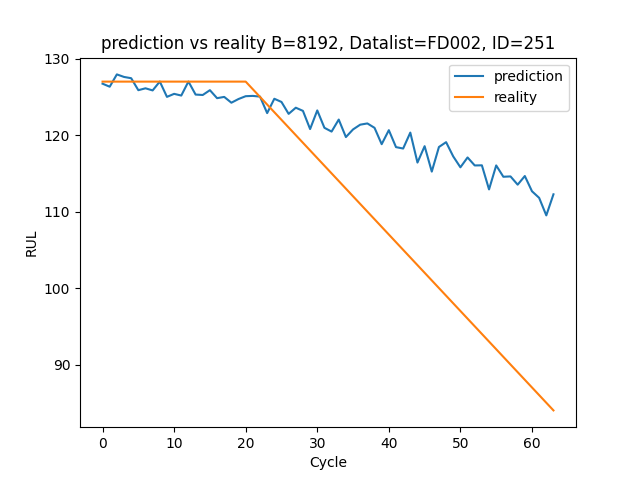 prediction vs reality B=8192, Datalist=FD002, ID=251
prediction
reality
RUL
130
120
110
100
90
0 10 20 30 40 50 60
Cycle